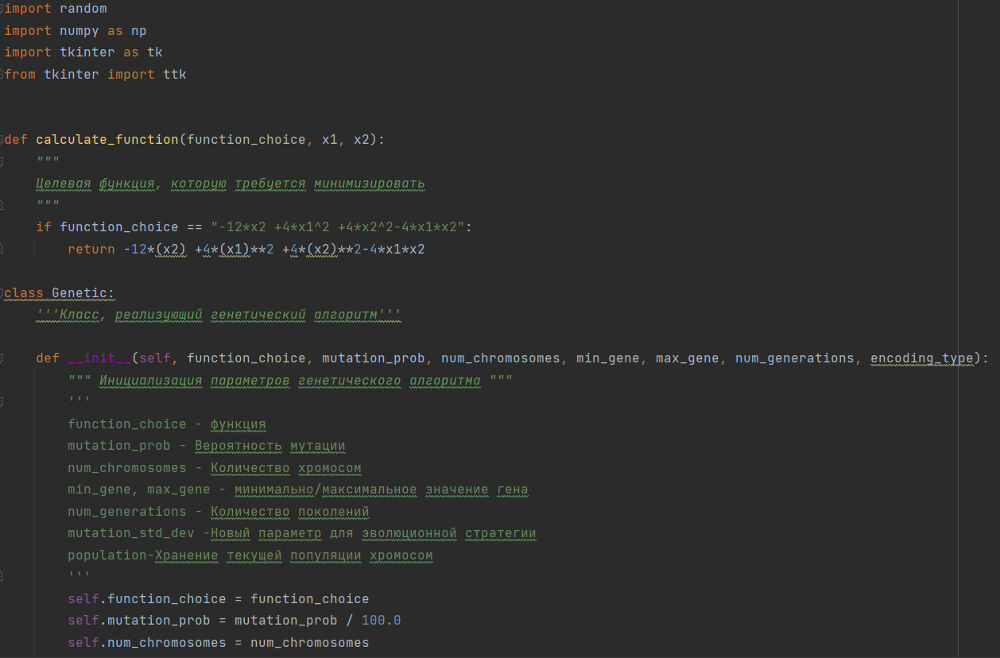 import random
import numpy as np
import tkinter as tk
from tkinter import ttk
def calculate_function(function_choice, x1, x2):
"""
Целевая функция, которую требуется минимизировать
"""
if function_choice == "-12*x2 +4*x1^2 +4*x2^2-4*x1*x2":
return -12*(x2) +4*(x1)**2 +4*(x2)**2-4*x1*x2
class Genetic:
'''Класс, реализующий генетический алгоритм'''
def __init__(self, function_choice, mutation_prob, num_chromosomes, min_gene, max_gene, num_generations, encoding_type):
""" Инициализация параметров генетического алгоритма """
'''
function_choice - функция
mutation_prob - Вероятность мутации
num_chromosomes - Количество хромосом
min_gene, max_gene - минимально/максимальное значение гена
num_generations - Количество поколений
mutation_std_dev -Новый параметр для эволюционной стратегии
population-Хранение текущей популяции хромосом
'''
self.function_choice = function_choice
self.mutation_prob = mutation_prob / 100.0
self.num_chromosomes = num_chromosomes